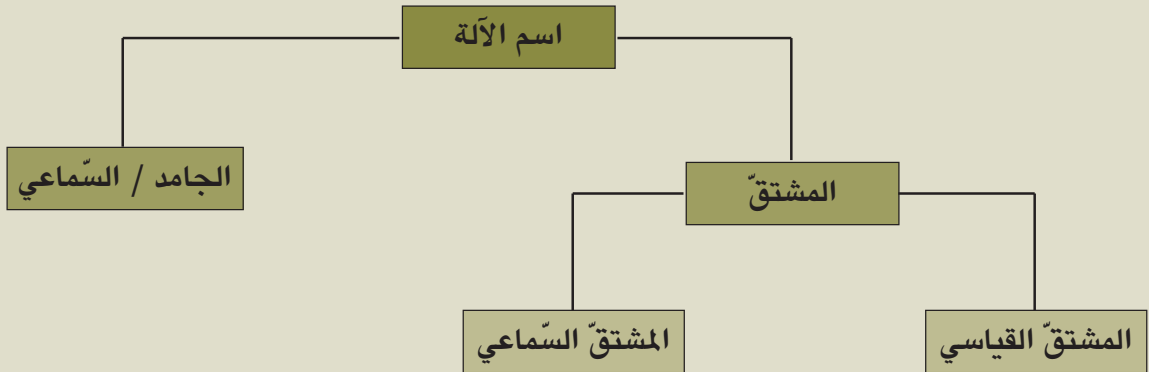 اسم الآلة
المشتقّ
الجامد / السّماعي
المشتقّ القياسي
المشتقّ السّماعي